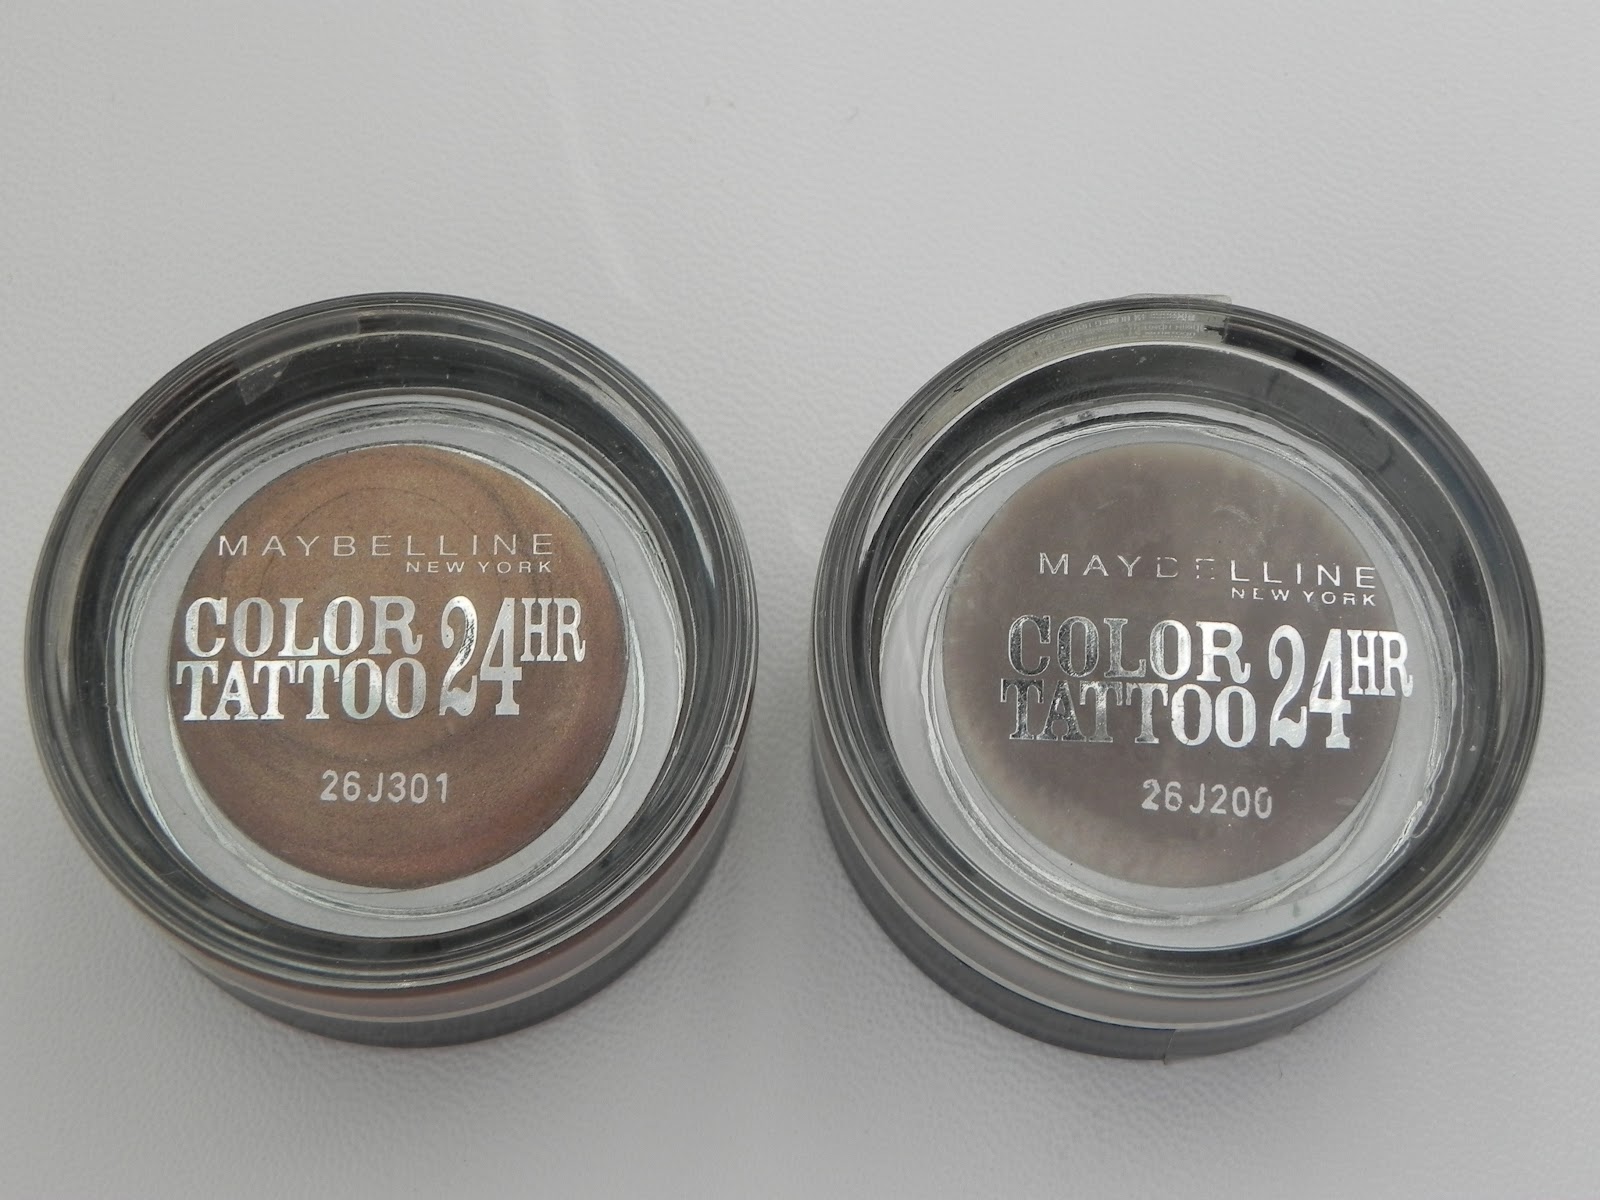 MAYBELLINE
NEW YORK
COLOR
TATTOO 24HR
26J301
MAYBELLINE
NEW YORK
COLOR
TATTOO 24HR
26J200